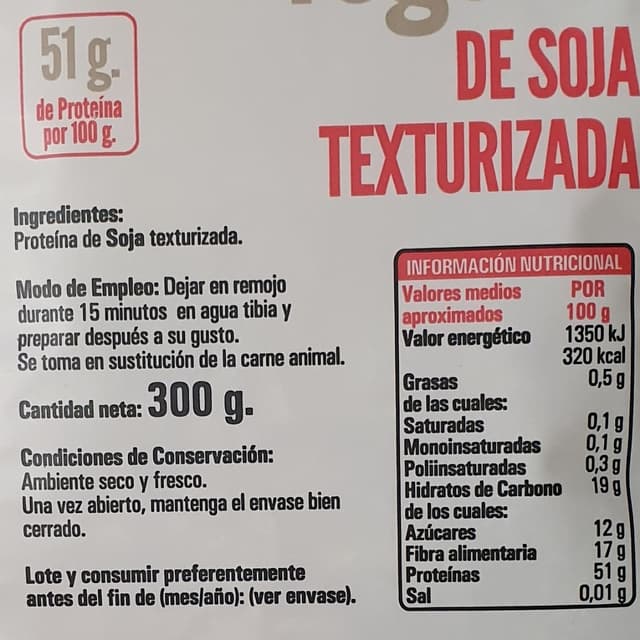 51 g.
de Proteína
por 100 g.
DE SOJA
TEXTURIZADA
Ingredientes:
Proteína de Soja texturizada.
Modo de Empleo: Dejar en remojo
durante 15 minutos en agua tibia y
preparar después a su gusto.
Se toma en sustitución de la carne animal.
Cantidad neta: 300 g.
Condiciones de Conservación:
Ambiente seco y fresco.
Una vez abierto, mantenga el envase bien
cerrado.
Lote y consumir preferentemente
antes del fin de (mes/año): (ver envase).
INFORMACIÓN NUTRICIONAL
Valores medios POR
aproximados 100 g
Valor energético 1350 kJ
320 kcal
Grasas 0,5 g
de las cuales:
Saturadas 0,1 g
Monoinsaturadas 0,1 g
Poliinsaturadas 0,3 g
Hidratos de Carbono 19 g
de los cuales:
Azúcares 12 g
Fibra alimentaria 17 g
Proteínas 51 g
Sal 0,01 g